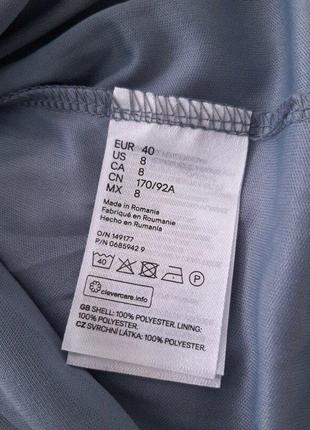 EUR 40
US 8
CA 8
CN 170/92A
MX 8
Made in Romania
Fabriqué en Roumanie
Hecho en Rumanía
O/N 149177
P/N 0685942 9
40 P
clevercare.info
GB SHELL: 100% POLYESTER. LINING:
100% POLYESTER.
CZ SVRCHNÍ LÁTKA: 100% POLYESTER.